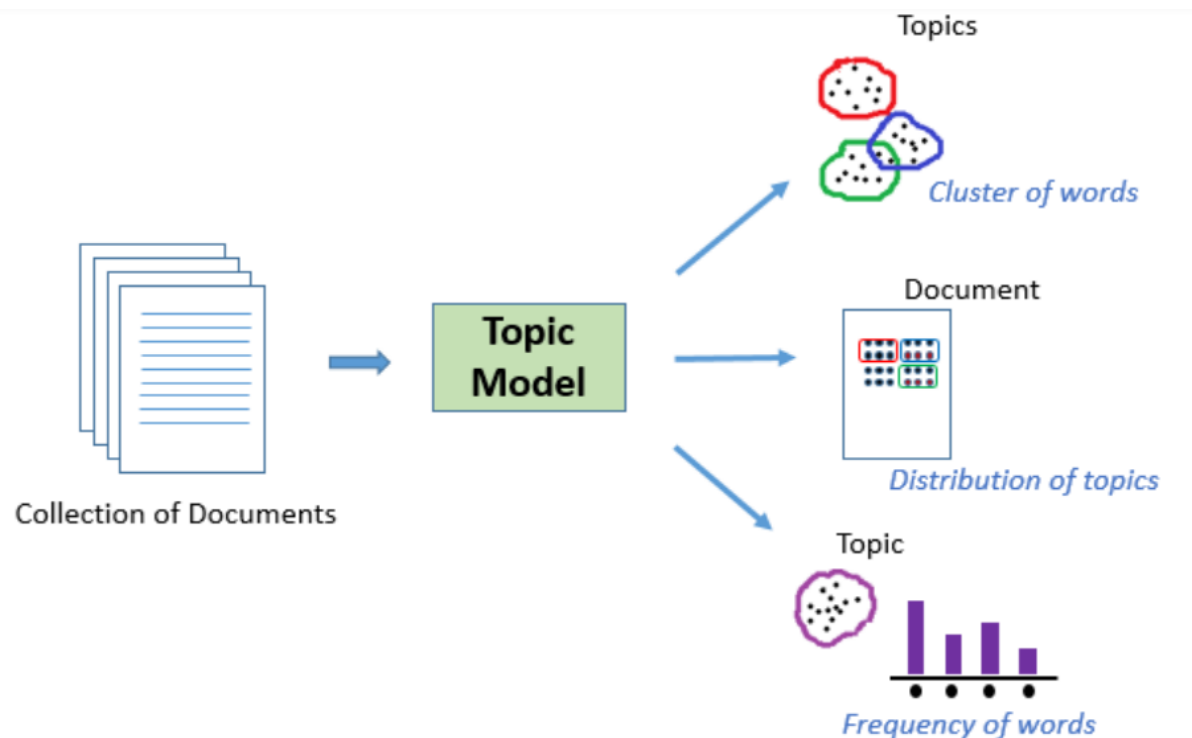 Topics
Cluster of words
Document
Topic
Model
Distribution of topics
Collection of Documents
Topic
Frequency of words